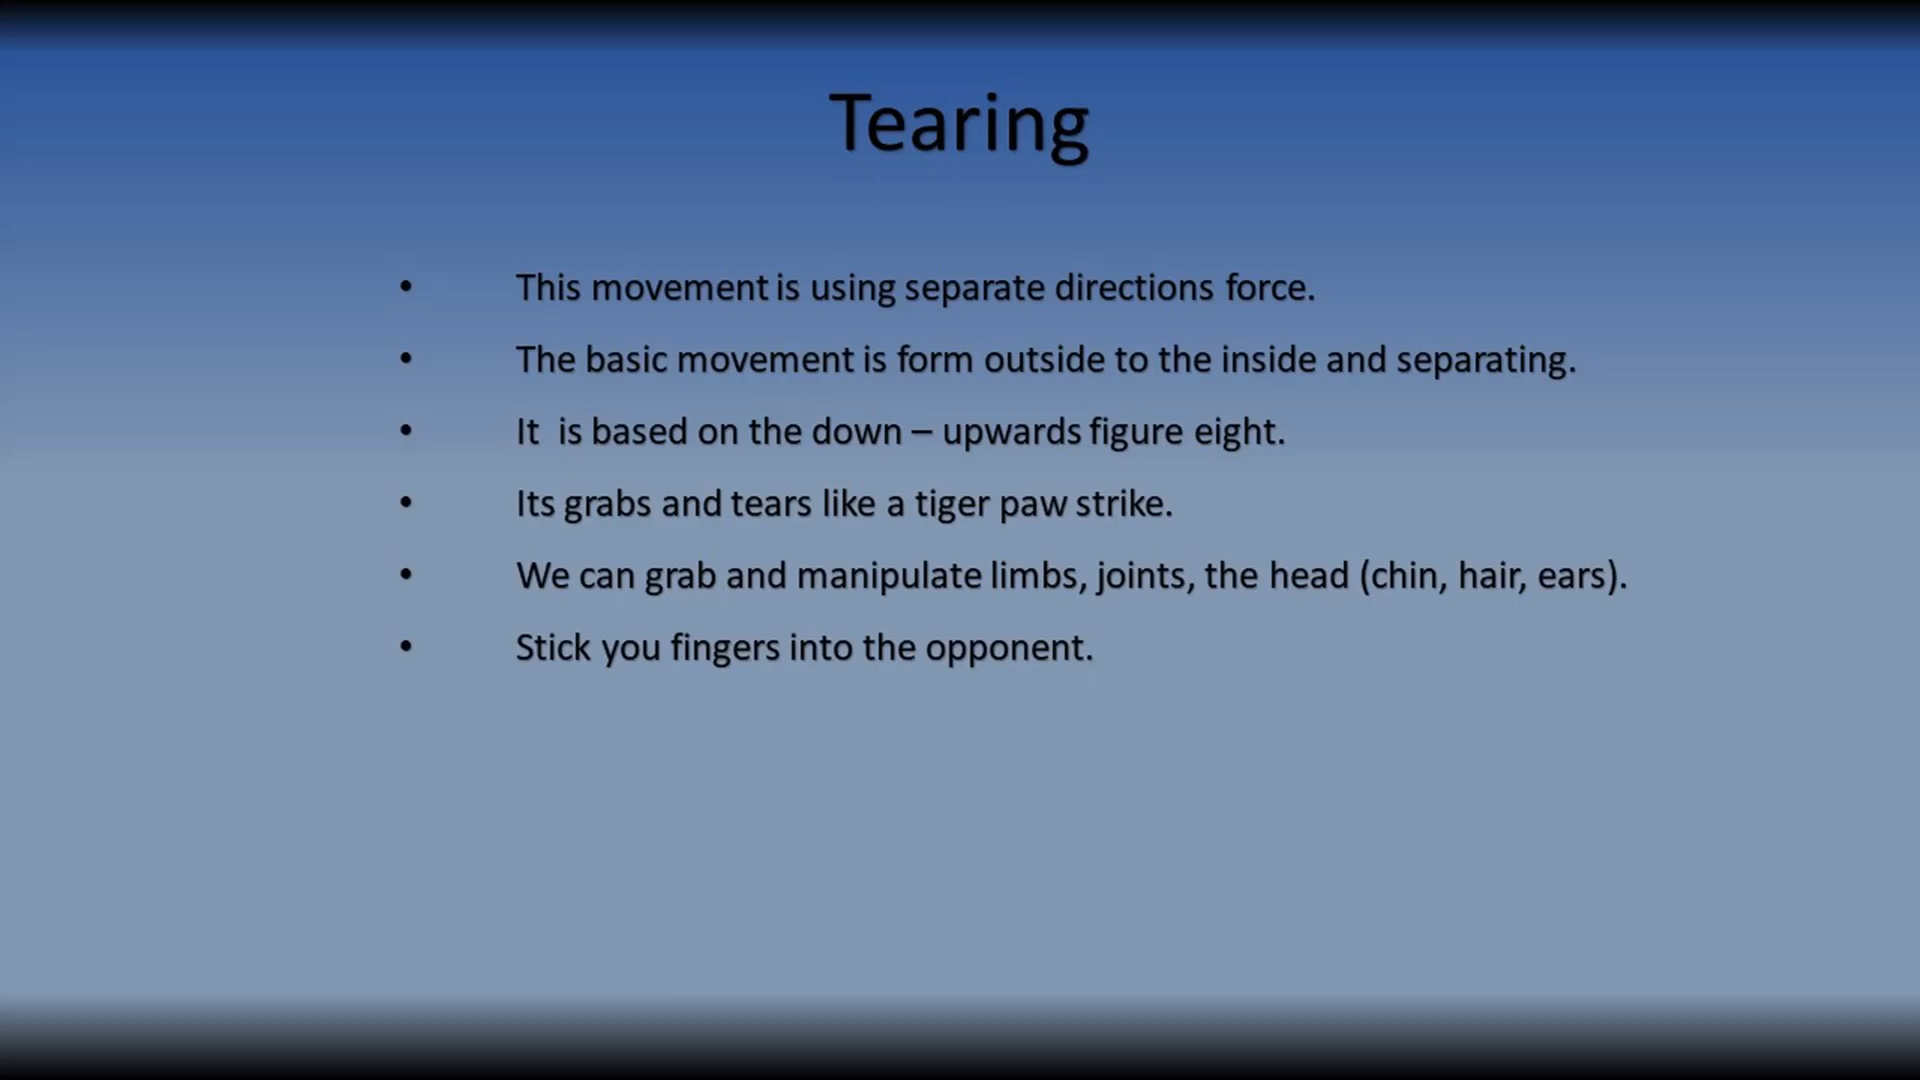 Tearing
• This movement is using separate directions force.
• The basic movement is form outside to the inside and separating.
• It is based on the down – upwards figure eight.
• Its grabs and tears like a tiger paw strike.
• We can grab and manipulate limbs, joints, the head (chin, hair, ears).
• Stick you fingers into the opponent.